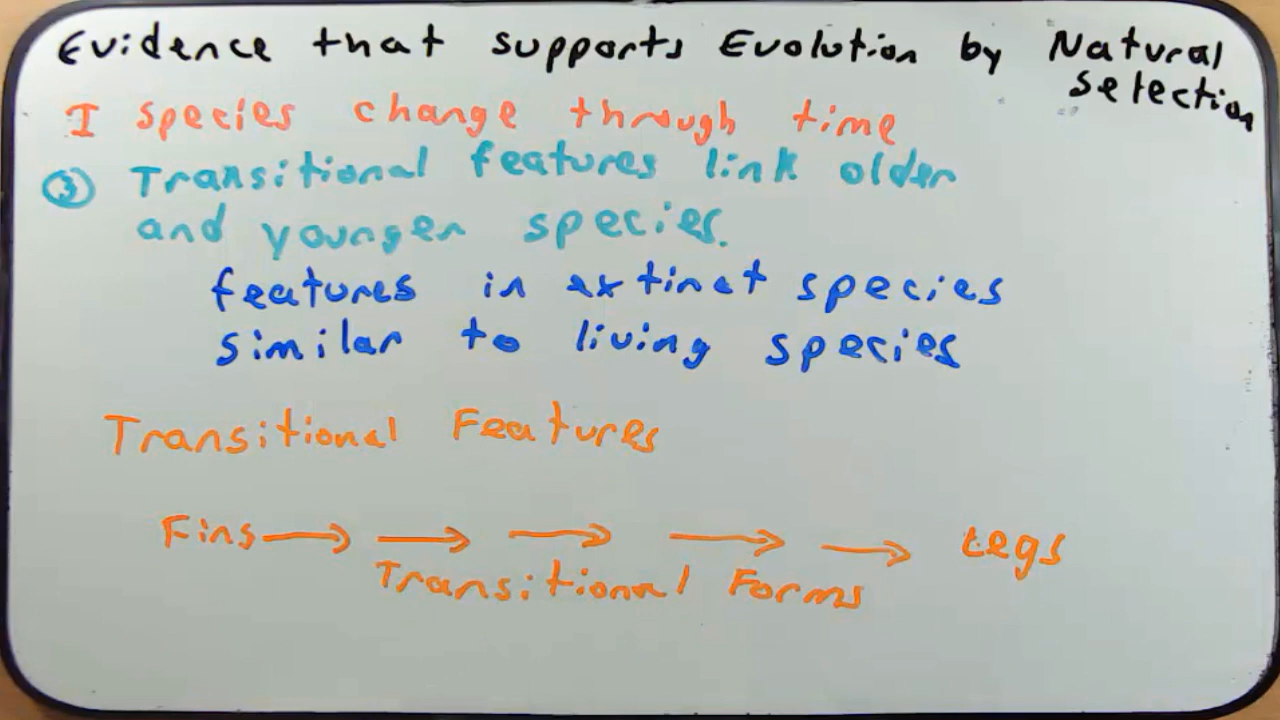 Evidence that supports Evolution by Natural
Selection
I species change through time
③ Transitional features link older
and younger species.
features in extinct species
similar to living species
Transitional Features
Fins → → → → → Legs
Transitional Forms